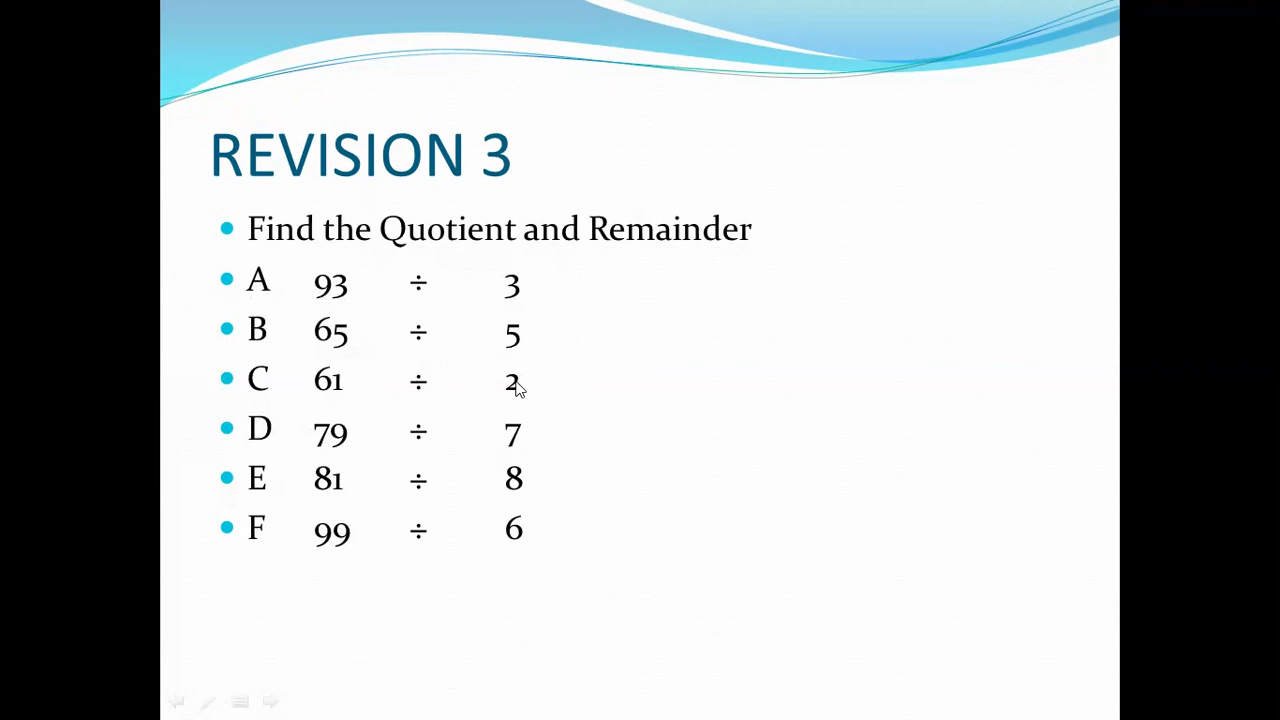 REVISION 3
Find the Quotient and Remainder
A 93 ÷ 3
B 65 ÷ 5
C 61 ÷ 2
D 79 ÷ 7
E 81 ÷ 8
F 99 ÷ 6